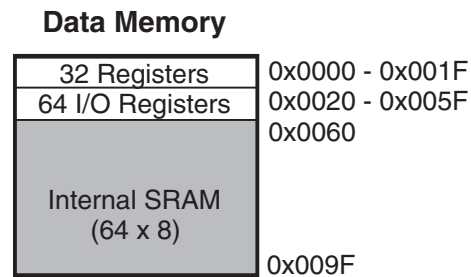 Data Memory
32 Registers 0x0000 - 0x001F
64 I/O Registers 0x0020 - 0x005F
0x0060
Internal SRAM
(64 x 8)
0x009F